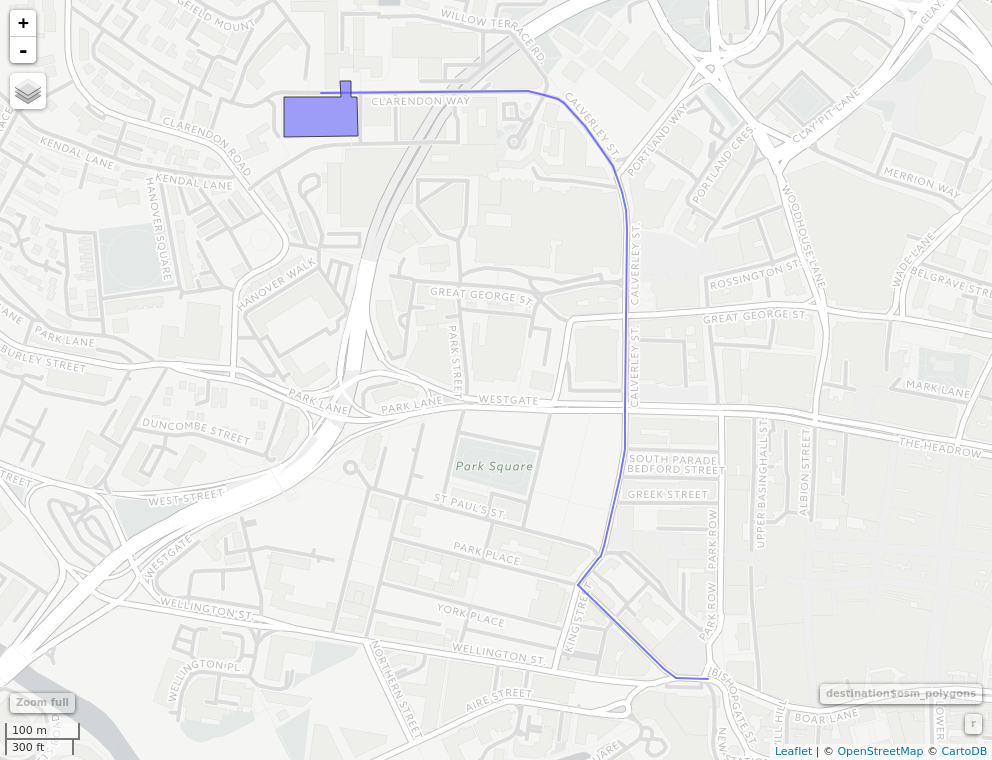 +
-
WILLOW TERRACE RD.
CLARENDON WAY
CALVERLEY ST.
PORTLAND WAY
PORTLAND CRES.
CLAY PIT LANE
CLARENDON ROAD
KENDAL LANE
KENDAL LANE
HANOVER SQUARE
MERRION WAY
WOODHOUSE LANE
WADE LANE
CALVERLEY ST.
HANOVER WALK
ROSSINGTON ST.
GREAT GEORGE ST.
GREAT GEORGE ST.
PARK LANE
BURLEY STREET
PARK STREET
CALVERLEY ST.
MARK LANE
PARK LANE
PARK LANE
WESTGATE
DUNCOMBE STREET
THE HEADROW
Park Square
SOUTH PARADE
BEDFORD STREET
GREEK STREET
UPPER BASINGHALL ST.
ALBION STREET
WEST STREET
ST PAUL'S ST.
PARK ROW
PARK PLACE
WESTGATE
WELLINGTON ST.
YORK PLACE
KING STREET
PARK ROW
WELLINGTON ST.
WELLINGTON PL.
NORTHERN STREET
AIRE STREET
BISHOPGATE ST.
BOAR LANE
Zoom full
destination$osm_polygons
r
100 m
300 ft
Leaflet | © OpenStreetMap © CartoDB